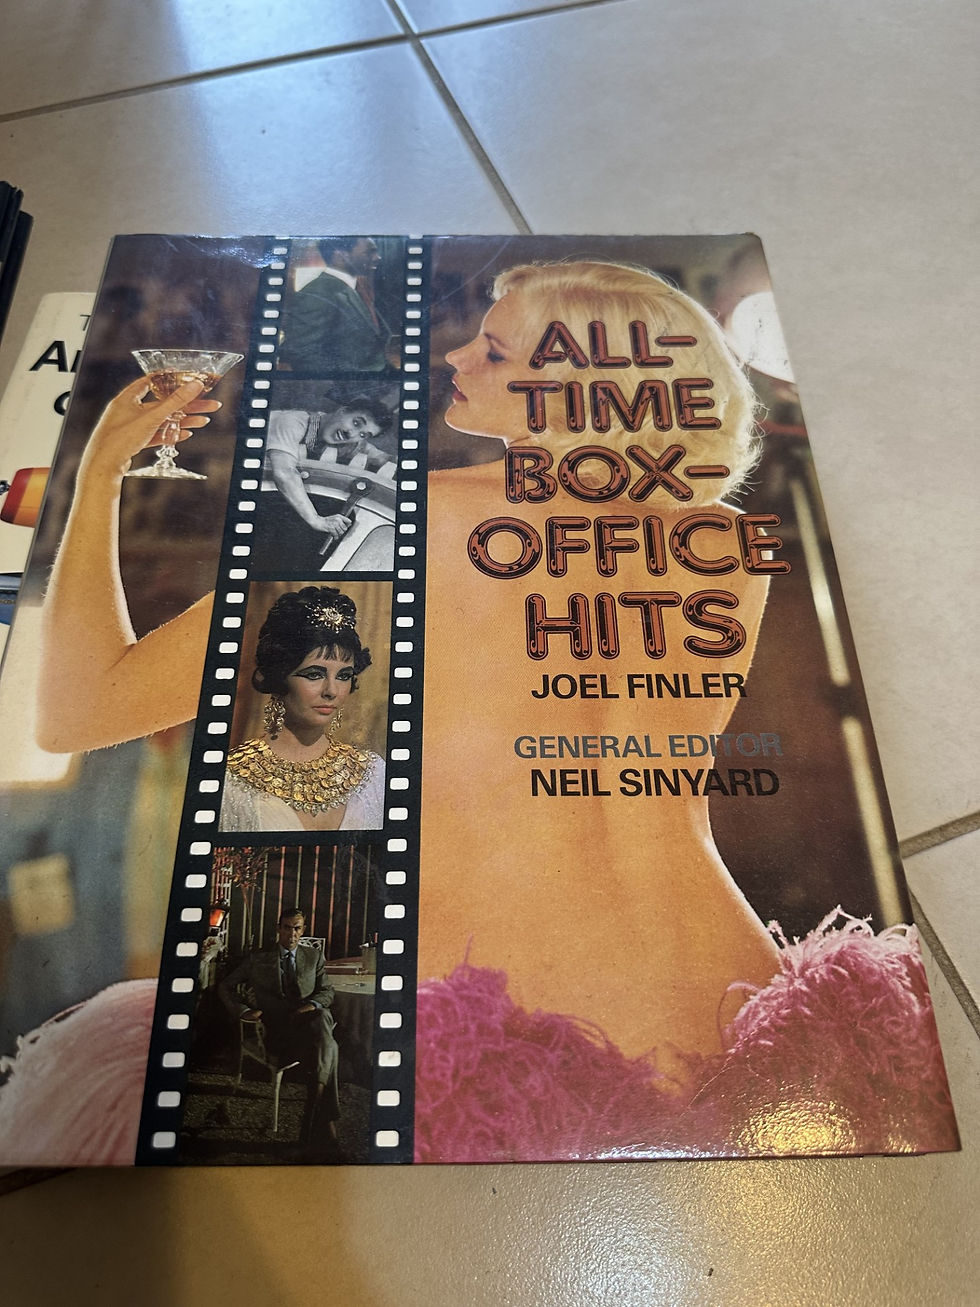 ALL-
TIME
BOX-
OFFICE
HITS
JOEL FINLER
GENERAL EDITOR
NEIL SINYARD